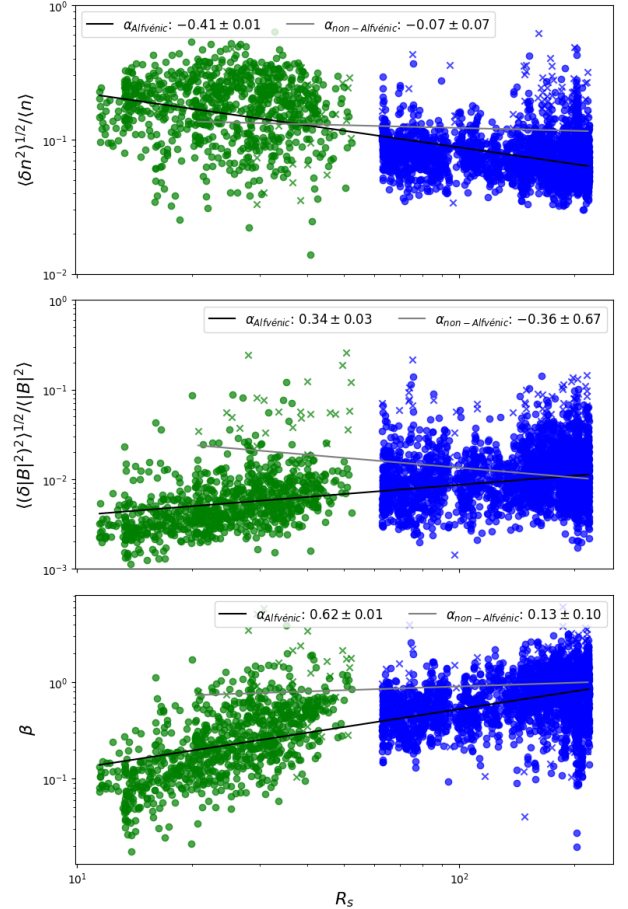 10⁰
α_Alfvénic: −0.41 ± 0.01 α_non−Alfvénic: −0.07 ± 0.07
⟨δn²⟩^1/2/⟨n⟩
10⁻¹
10⁻²
10⁰
α_Alfvénic: 0.34 ± 0.03 α_non−Alfvénic: −0.36 ± 0.67
⟨(δ|B|²)²⟩^1/2/⟨|B|²⟩
10⁻¹
10⁻²
10⁻³
α_Alfvénic: 0.62 ± 0.01 α_non−Alfvénic: 0.13 ± 0.10
10⁰
β
10⁻¹
10¹ 10²
R_s